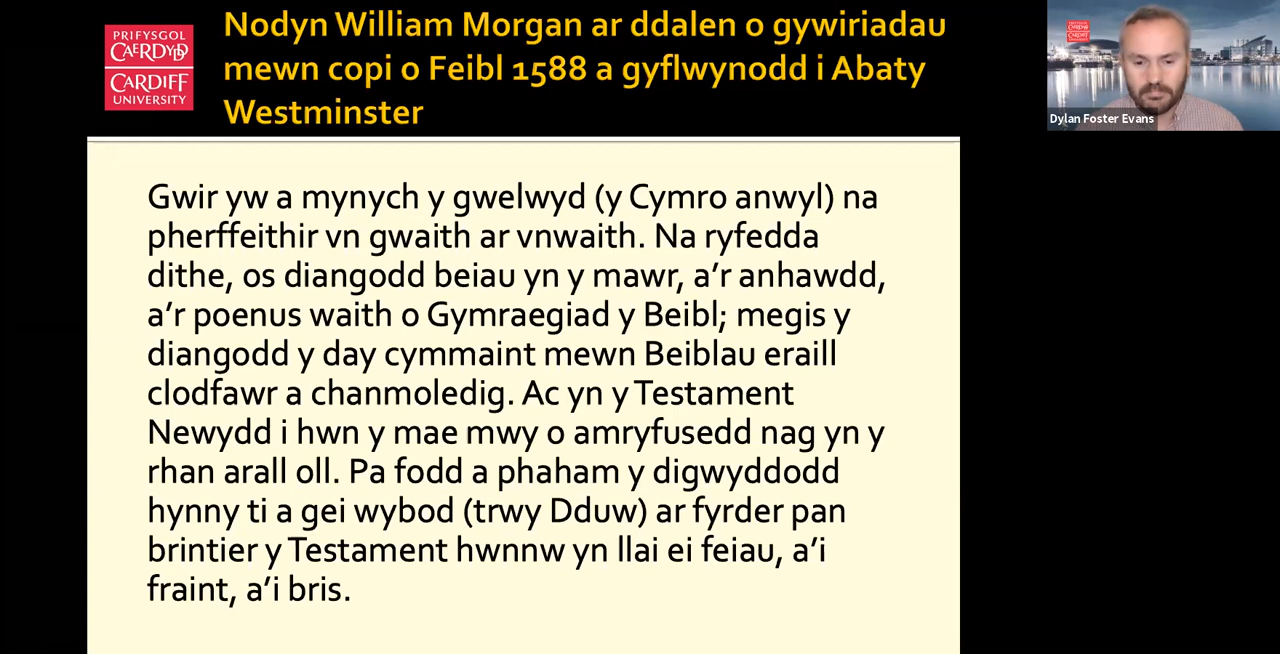 PRIFYSGOL
CAERDYDD
CARDIFF
UNIVERSITY
Nodyn William Morgan ar ddalen o gywiriadau
mewn copi o Feibl 1588 a gyflwynodd i Abaty
Westminster
Dylan Foster Evans
Gwir yw a mynych y gwelwyd (y Cymro anwyl) na
pherffeithir vn gwaith ar vnwaith. Na ryfedda
dithe, os diangodd beiau yn y mawr, a’r anhawdd,
a’r poenus waith o Gymraegiad y Beibl; megis y
diangodd y day cymmaint mewn Beiblau eraill
clodfawr a chanmoledig. Ac yn y Testament
Newydd i hwn y mae mwy o amryfusedd nag yn y
rhan arall oll. Pa fodd a phaham y digwyddodd
hynny ti a gei wybod (trwy Dduw) ar fyrder pan
brintier y Testament hwnnw yn llai ei feiau, a’i
fraint, a’i bris.